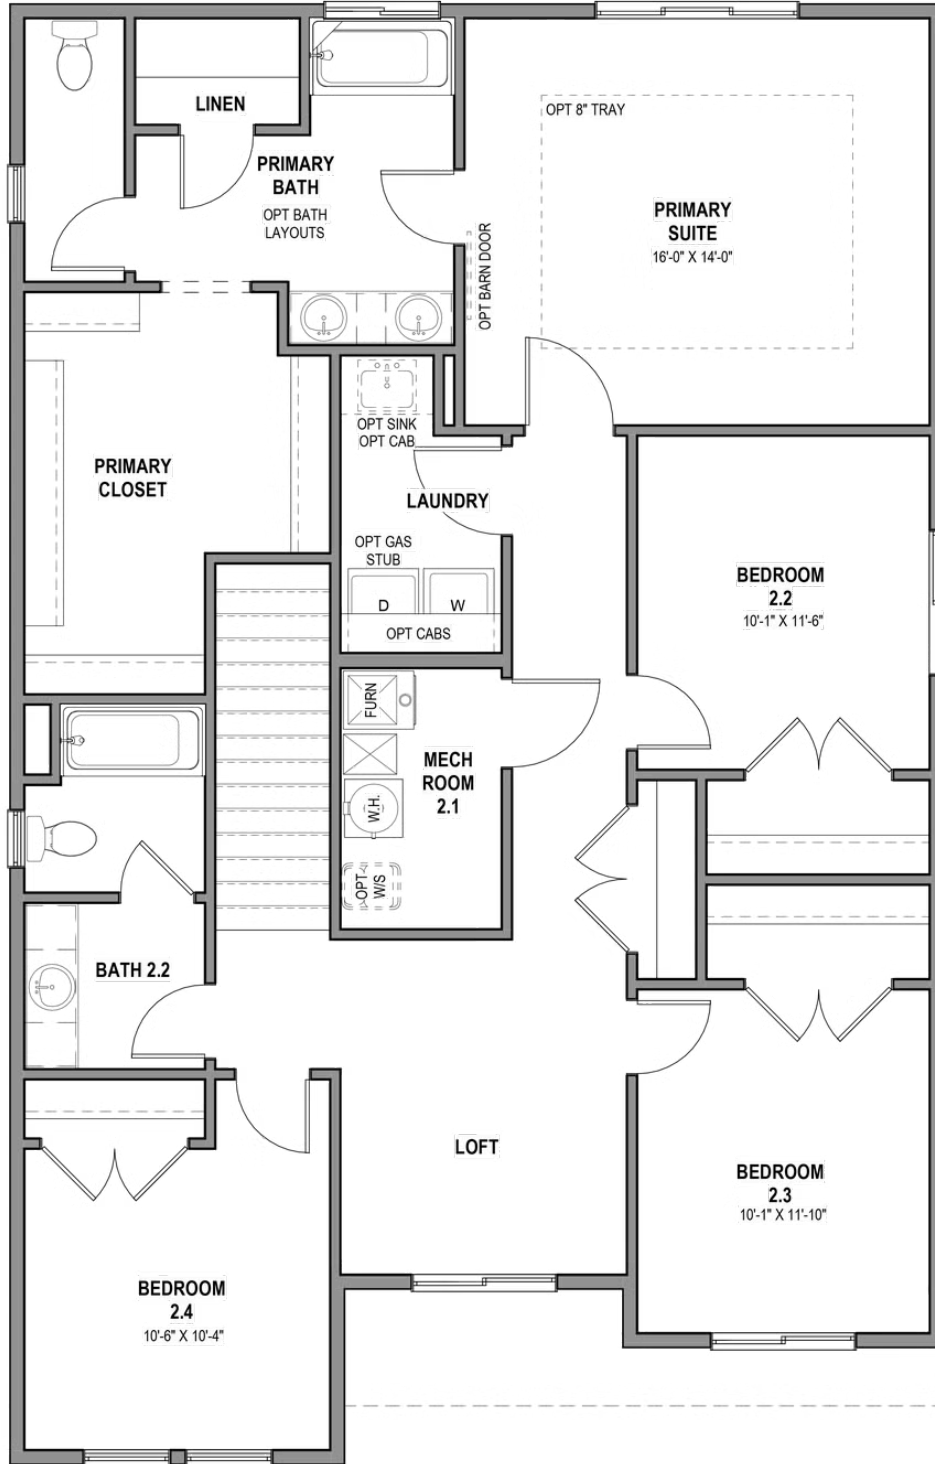 LINEN
OPT 8" TRAY
PRIMARY
BATH
OPT BATH
LAYOUTS
PRIMARY
SUITE
16'-0" X 14'-0"
OPT BARN DOOR
OPT SINK
OPT CAB
PRIMARY
CLOSET
LAUNDRY
OPT GAS
STUB
D
W
OPT CABS
BEDROOM
2.2
10'-1" X 11'-6"
FURN
MECH
ROOM
2.1
W.H.
OPT
W/S
BATH 2.2
LOFT
BEDROOM
2.3
10'-1" X 11'-10"
BEDROOM
2.4
10'-6" X 10'-4"